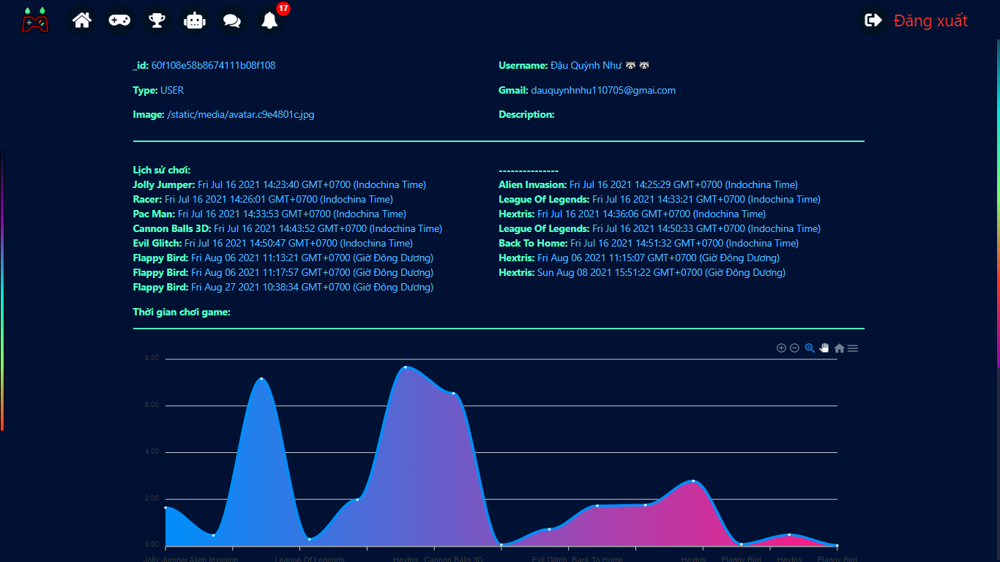 17
Đăng xuất
_id: 60f108e58b8674111b08f108
Username: Đậu Quỳnh Như 🦝 🦝
Type: USER
Gmail: dauquynhnhu110705@gmai.com
Image: /static/media/avatar.c9e4801c.jpg
Description:
Lịch sử chơi:
---------------
Jolly Jumper: Fri Jul 16 2021 14:23:40 GMT+0700 (Indochina Time)
Alien Invasion: Fri Jul 16 2021 14:25:29 GMT+0700 (Indochina Time)
Racer: Fri Jul 16 2021 14:26:01 GMT+0700 (Indochina Time)
League Of Legends: Fri Jul 16 2021 14:33:21 GMT+0700 (Indochina Time)
Pac Man: Fri Jul 16 2021 14:33:53 GMT+0700 (Indochina Time)
Hextris: Fri Jul 16 2021 14:36:06 GMT+0700 (Indochina Time)
Cannon Balls 3D: Fri Jul 16 2021 14:43:52 GMT+0700 (Indochina Time)
League Of Legends: Fri Jul 16 2021 14:50:33 GMT+0700 (Indochina Time)
Evil Glitch: Fri Jul 16 2021 14:50:47 GMT+0700 (Indochina Time)
Back To Home: Fri Jul 16 2021 14:51:32 GMT+0700 (Indochina Time)
Flappy Bird: Fri Aug 06 2021 11:13:21 GMT+0700 (Giờ Đông Dương)
Hextris: Fri Aug 06 2021 11:15:07 GMT+0700 (Giờ Đông Dương)
Flappy Bird: Fri Aug 06 2021 11:17:57 GMT+0700 (Giờ Đông Dương)
Hextris: Sun Aug 08 2021 15:51:22 GMT+0700 (Giờ Đông Dương)
Flappy Bird: Fri Aug 27 2021 10:38:34 GMT+0700 (Giờ Đông Dương)
Thời gian chơi game:
8.00
6.00
4.00
2.00
0.00
Jolly Jumper Alien Invasion League Of Legends Hextris Cannon Balls 3D Evil Glitch Back To Home Hextris Flappy Bird Hextris Flappy Bird